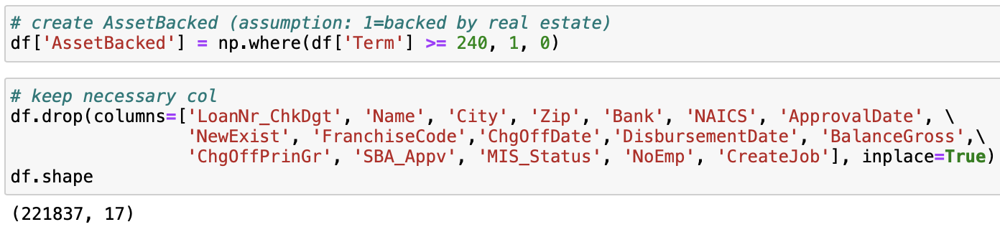 # create AssetBacked (assumption: 1=backed by real estate)
df['AssetBacked'] = np.where(df['Term'] >= 240, 1, 0)
# keep necessary col
df.drop(columns=['LoanNr_ChkDgt', 'Name', 'City', 'Zip', 'Bank', 'NAICS', 'ApprovalDate', \
'NewExist', 'FranchiseCode','ChgOffDate','DisbursementDate', 'BalanceGross',\
'ChgOffPrinGr', 'SBA_Appv', 'MIS_Status', 'NoEmp', 'CreateJob'], inplace=True)
df.shape
(221837, 17)